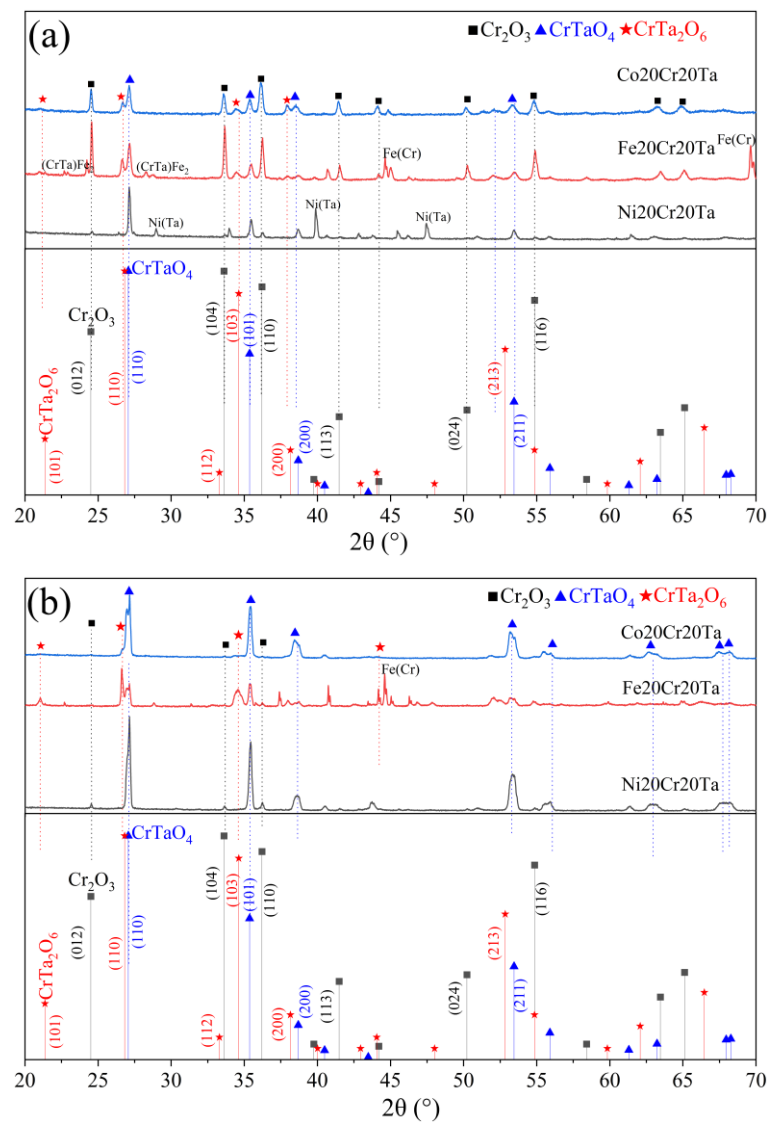 (a)
■Cr₂O₃ ▲CrTaO₄ ★CrTa₂O₆
Co20Cr20Ta
(CrTa)Fe₂
(CrTa)Fe₂
Fe(Cr)
Fe20Cr20Ta
Fe(Cr)
Ni(Ta)
Ni(Ta)
Ni(Ta)
Ni20Cr20Ta
CrTaO₄
Cr₂O₃
CrTa₂O₆
(101)
(012)
(110)
(110)
(112)
(104)
(103)
(101)
(110)
(200)
(200)
(113)
(024)
(213)
(211)
(116)
20 25 30 35 40 45 50 55 60 65 70
2θ (°)
(b)
■Cr₂O₃ ▲CrTaO₄ ★CrTa₂O₆
Co20Cr20Ta
Fe(Cr)
Fe20Cr20Ta
Ni20Cr20Ta
CrTaO₄
Cr₂O₃
CrTa₂O₆
(101)
(012)
(110)
(110)
(112)
(104)
(103)
(101)
(110)
(200)
(200)
(113)
(024)
(213)
(211)
(116)
20 25 30 35 40 45 50 55 60 65 70
2θ (°)